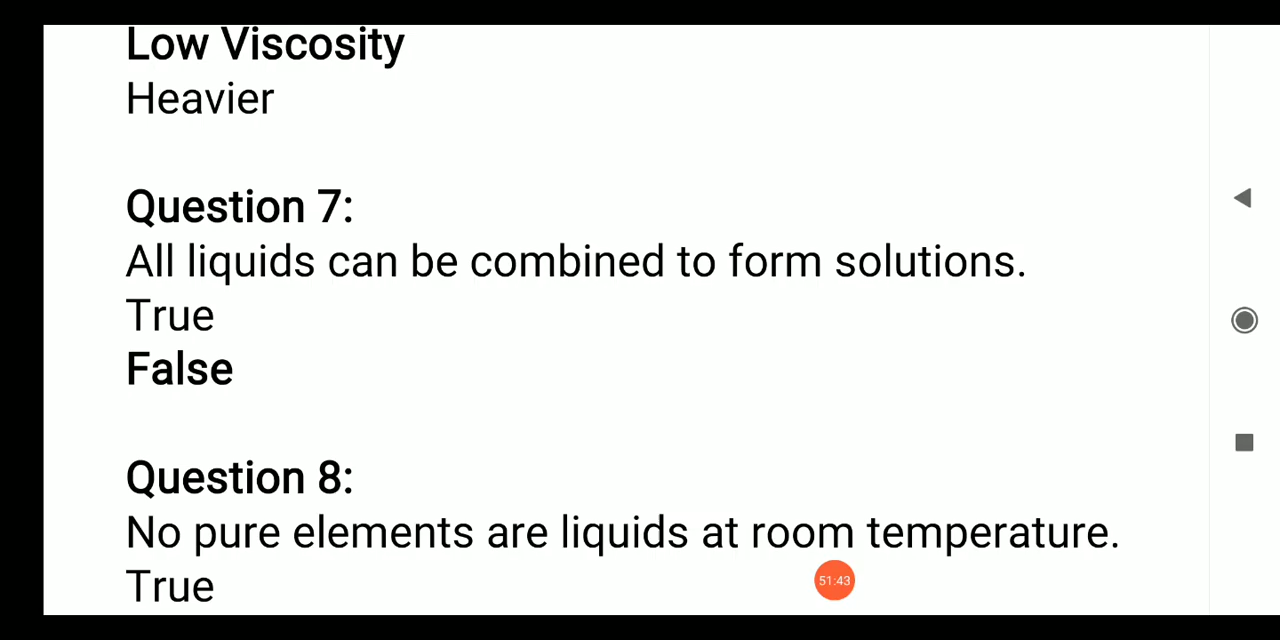 Low Viscosity
Heavier
Question 7:
All liquids can be combined to form solutions.
True
False
Question 8:
No pure elements are liquids at room temperature.
True
51:43